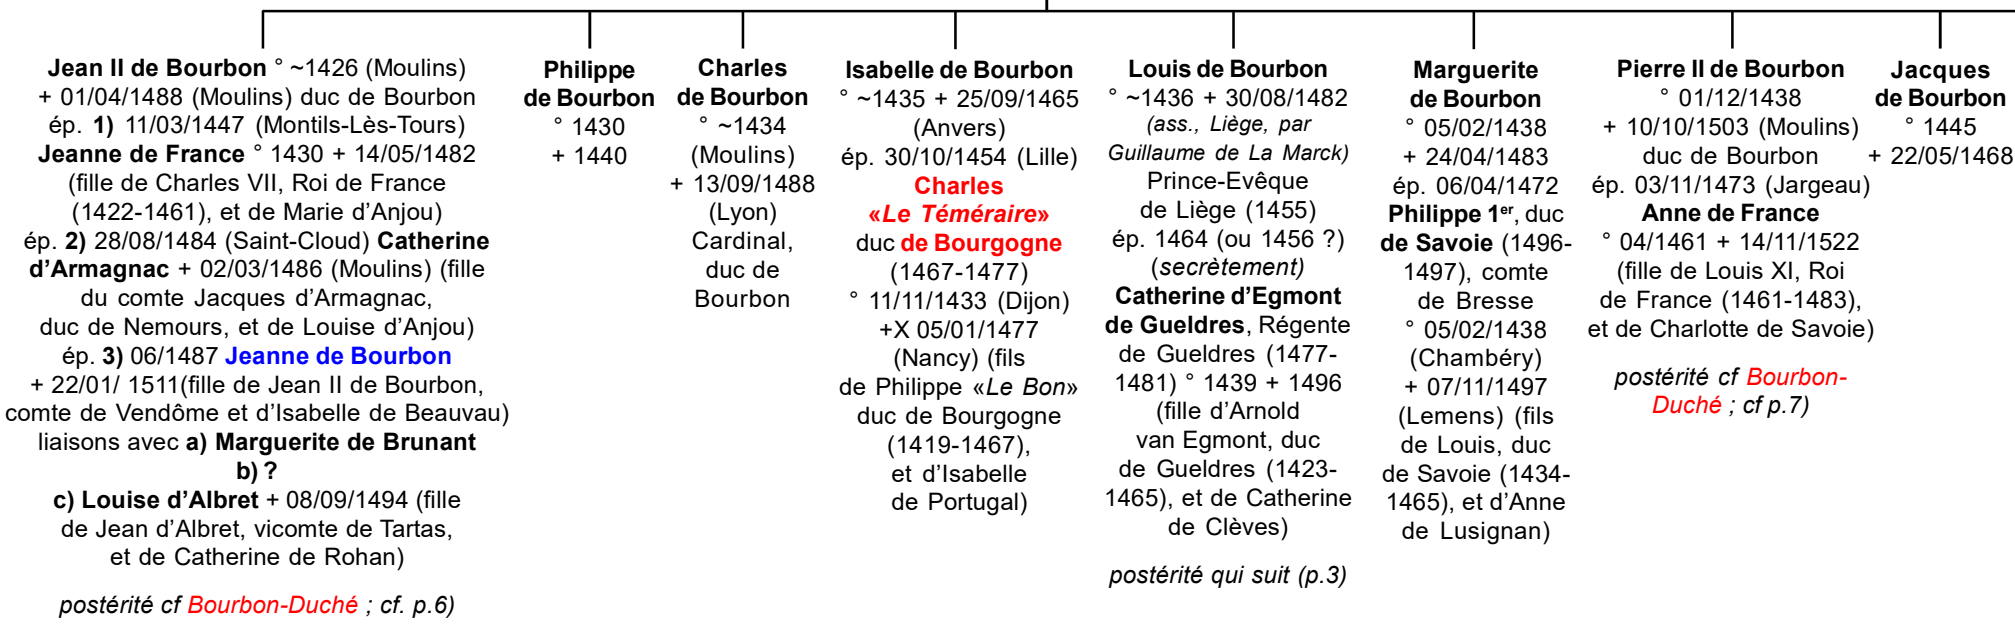 Jean II de Bourbon ° ~1426 (Moulins)
+ 01/04/1488 (Moulins) duc de Bourbon
ép. 1) 11/03/1447 (Montils-Lès-Tours)
Jeanne de France ° 1430 + 14/05/1482
(fille de Charles VII, Roi de France
(1422-1461), et de Marie d’Anjou)
ép. 2) 28/08/1484 (Saint-Cloud) Catherine
d’Armagnac + 02/03/1486 (Moulins) (fille
du comte Jacques d’Armagnac,
duc de Nemours, et de Louise d’Anjou)
ép. 3) 06/1487 Jeanne de Bourbon
+ 22/01/ 1511(fille de Jean II de Bourbon,
comte de Vendôme et d’Isabelle de Beauvau)
liaisons avec a) Marguerite de Brunant
b) ?
c) Louise d’Albret + 08/09/1494 (fille
de Jean d’Albret, vicomte de Tartas,
et de Catherine de Rohan)
postérité cf Bourbon-Duché ; cf. p.6)
Philippe
de Bourbon
° 1430
+ 1440
Charles
de Bourbon
° ~1434
(Moulins)
+ 13/09/1488
(Lyon)
Cardinal,
duc de
Bourbon
Isabelle de Bourbon
° ~1435 + 25/09/1465
(Anvers)
ép. 30/10/1454 (Lille)
Charles
«Le Téméraire»
duc de Bourgogne
(1467-1477)
° 11/11/1433 (Dijon)
+X 05/01/1477
(Nancy) (fils
de Philippe «Le Bon»
duc de Bourgogne
(1419-1467),
et d’Isabelle
de Portugal)
Louis de Bourbon
° ~1436 + 30/08/1482
(ass., Liège, par
Guillaume de La Marck)
Prince-Evêque
de Liège (1455)
ép. 1464 (ou 1456 ?)
(secrètement)
Catherine d’Egmont
de Gueldres, Régente
de Gueldres (1477-
1481) ° 1439 + 1496
(fille d’Arnold
van Egmont, duc
de Gueldres (1423-
1465), et de Catherine
de Clèves)
postérité qui suit (p.3)
Marguerite
de Bourbon
° 05/02/1438
+ 24/04/1483
ép. 06/04/1472
Philippe 1er, duc
de Savoie (1496-
1497), comte
de Bresse
° 05/02/1438
(Chambéry)
+ 07/11/1497
(Lemens) (fils
de Louis, duc
de Savoie (1434-
1465), et d’Anne
de Lusignan)
Pierre II de Bourbon
° 01/12/1438
+ 10/10/1503 (Moulins)
duc de Bourbon
ép. 03/11/1473 (Jargeau)
Anne de France
° 04/1461 + 14/11/1522
(fille de Louis XI, Roi
de France (1461-1483),
et de Charlotte de Savoie)
postérité cf Bourbon-
Duché ; cf p.7)
Jacques
de Bourbon
° 1445
+ 22/05/1468